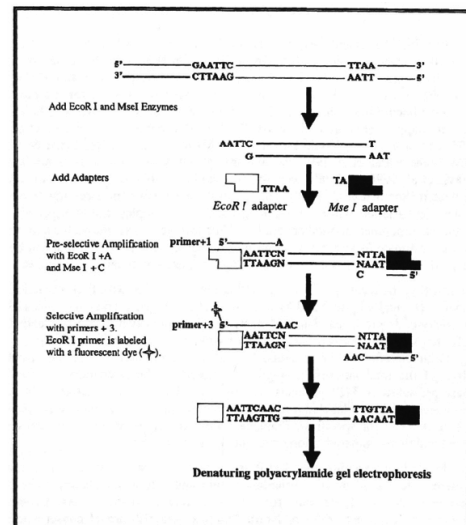 5' GAATTC TTAA 3'
3' CTTAAG AATT 5'
Add EcoR I and MseI Enzymes
AATTC T
G AAT
Add Adapters
TTAA TA
EcoR I adapter Mse I adapter
Pre-selective Amplification
with EcoR I +A
and Mse I + C
primer+1 5' A
AATTCN NTTA
TTAAGN NAAT
C 5'
Selective Amplification
with primers + 3.
EcoR I primer is labeled
with a fluorescent dye ( ).
primer+3 5' AAC
AATTCN NTTA
TTAAGN NAAT
AAC 5'
AATTCAAC TTGTTA
TTAAGTTG AACAAT
Denaturing polyacrylamide gel electrophoresis